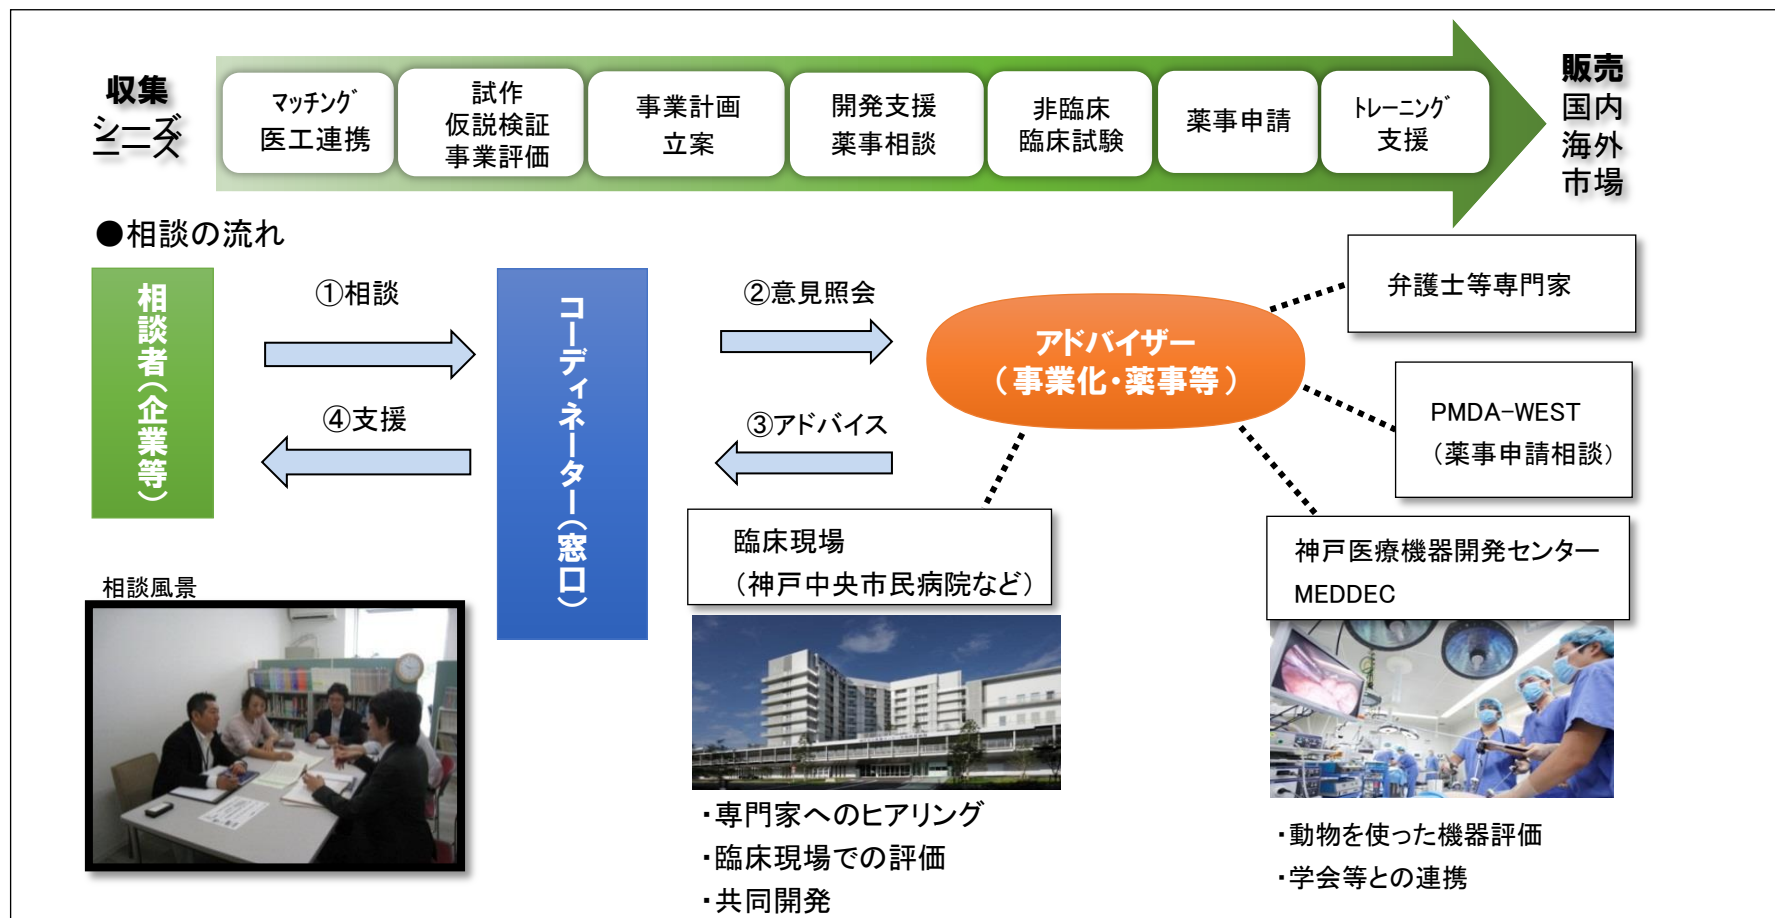 収集
シーズ
ニーズ
マッチング
医工連携
試作
仮説検証
事業評価
事業計画
立案
開発支援
薬事相談
非臨床
臨床試験
薬事申請
トレーニング
支援
販売
国内
海外
市場
●相談の流れ
相談者(企業等)
①相談
④支援
コーディネーター(窓口)
②意見照会
③アドバイス
アドバイザー
(事業化・薬事等)
弁護士等専門家
PMDA-WEST
(薬事申請相談)
臨床現場
(神戸中央市民病院など)
神戸医療機器開発センター
MEDDEC
相談風景
・専門家へのヒアリング
・臨床現場での評価
・共同開発
・動物を使った機器評価
・学会等との連携